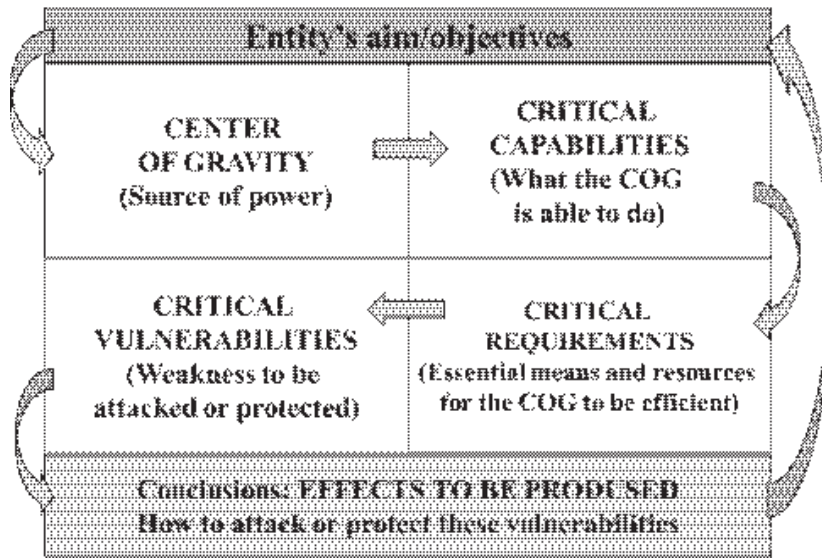 Entity's aim/objectives
CENTER
OF GRAVITY
(Source of power)
CRITICAL
CAPABILITIES
(What the COG
is able to do)
CRITICAL
VULNERABILITIES
(Weakness to be
attacked or protected)
CRITICAL
REQUIREMENTS
(Essential means and resources
for the COG to be efficient)
Conclusions: EFFECTS TO BE PRODUSED
How to attack or protect these vulnerabilities